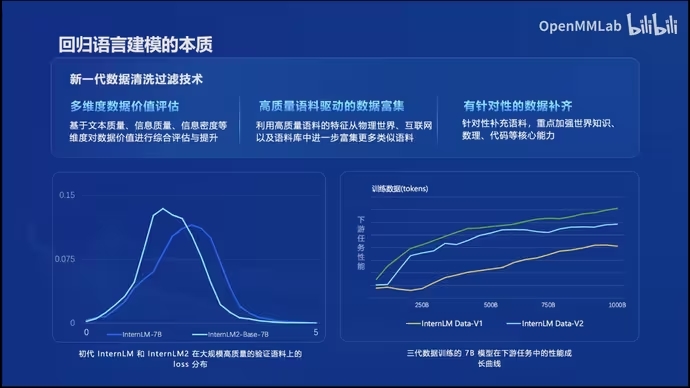 OpenMMLab bilibili
回归语言建模的本质
新一代数据清洗过滤技术
多维度数据价值评估
基于文本质量、信息质量、信息密度等
维度对数据价值进行综合评估与提升
高质量语料驱动的数据富集
利用高质量语料的特征从物理世界、互联网
以及语料库中进一步富集更多类似语料
有针对性的数据补齐
针对性补充语料，重点加强世界知识、
数理、代码等核心能力
0.15
0.075
0
0
5
InternLM-7B
InternLM2-Base-7B
初代 InternLM 和 InternLM2 在大规模高质量的验证语料上的
loss 分布
训练数据(tokens)
下游任务性能
250B
500B
750B
1000B
InternLM Data-V1
InternLM Data-V2
三代数据训练的 7B 模型在下游任务中的性能成
长曲线